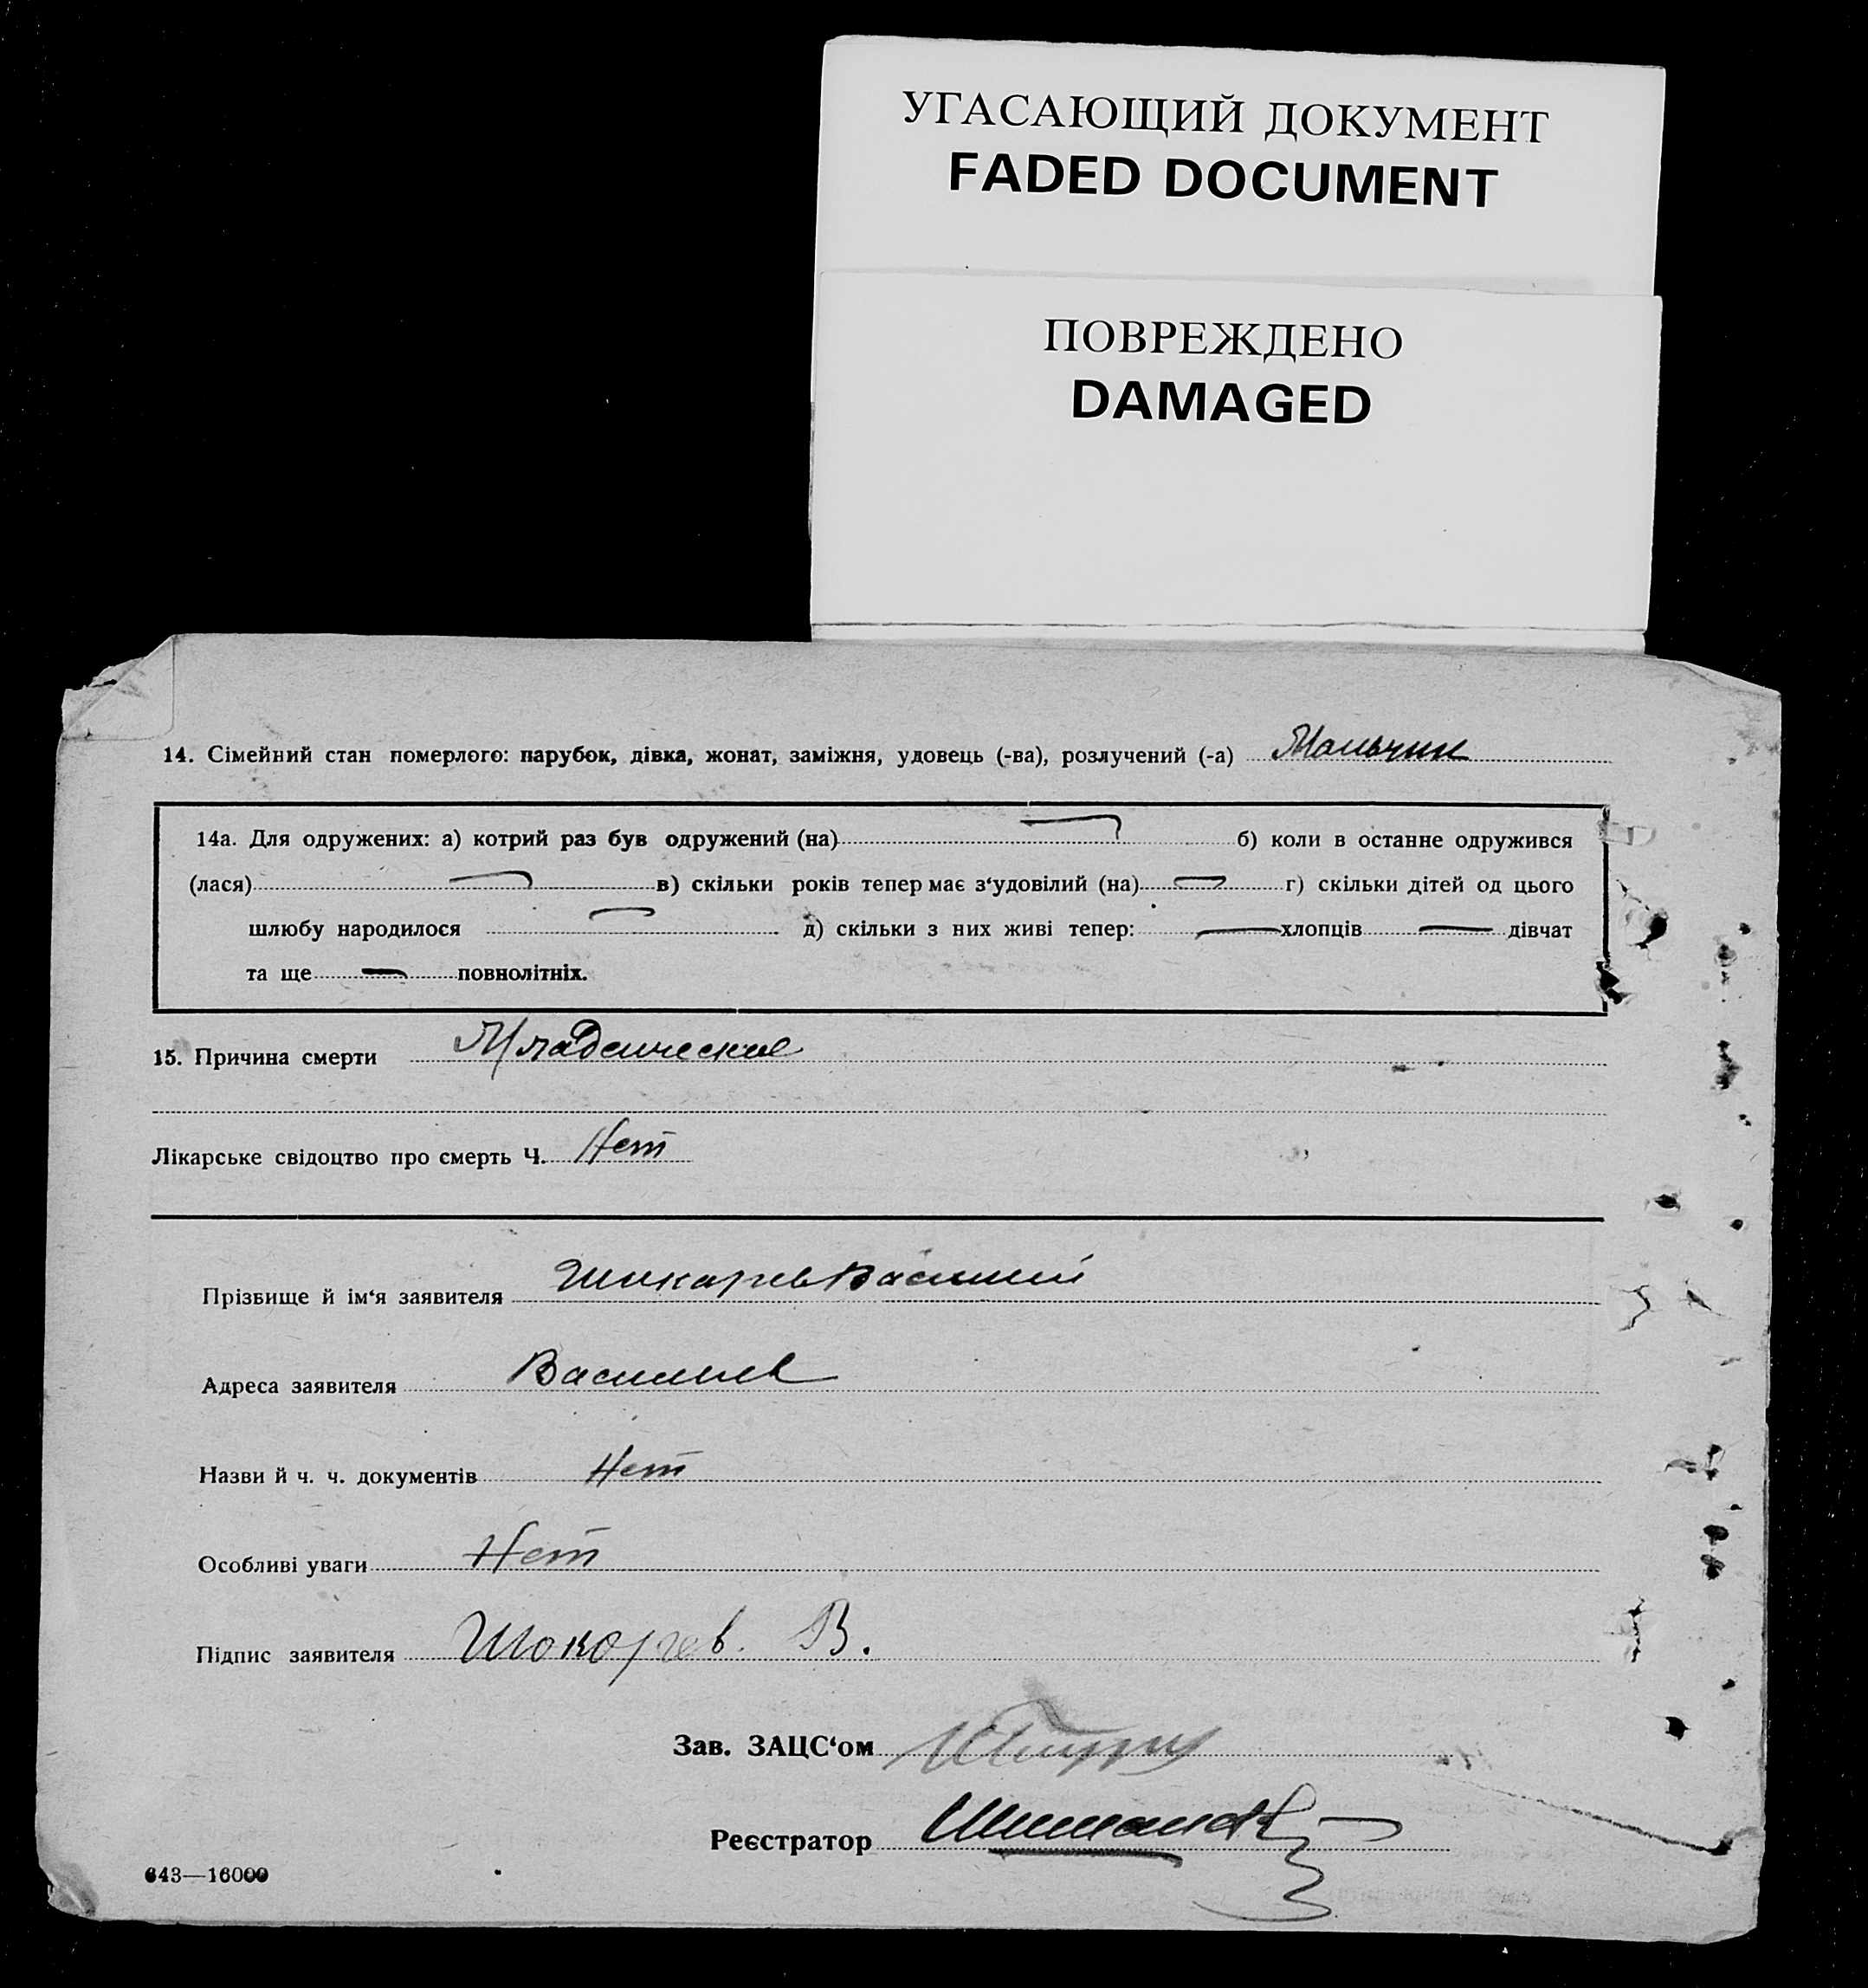 УГАСАЮЩИЙ ДОКУМЕНТ
FADED DOCUMENT
ПОВРЕЖДЕНО
DAMAGED
14. Сімейний стан померлого: парубок, дівка, жонат, заміжня, удовець (-ва), розлучений (-а) Мальчик
14а. Для одружених: а) котрий раз був одружений (на) б) коли в останне одружився
(лася) в) скільки років тепер має з‘удовілий (на) г) скільки дітей од цього
шлюбу народилося д) скільки з них живі тепер: хлопців дівчат
та ще повнолітніх.
15. Причина смерти Младенческие
Лікарське свідоцтво про смерть Ч. Нет
Прізвище й ім‘я заявителя Шокарев Василий
Адреса заявителя Васильев
Назви й ч. ч. документів Нет
Особливі уваги Нет
Підпис заявителя Шокорев. В.
Зав. ЗАЦС‘ом
Реєстратор
643—16000